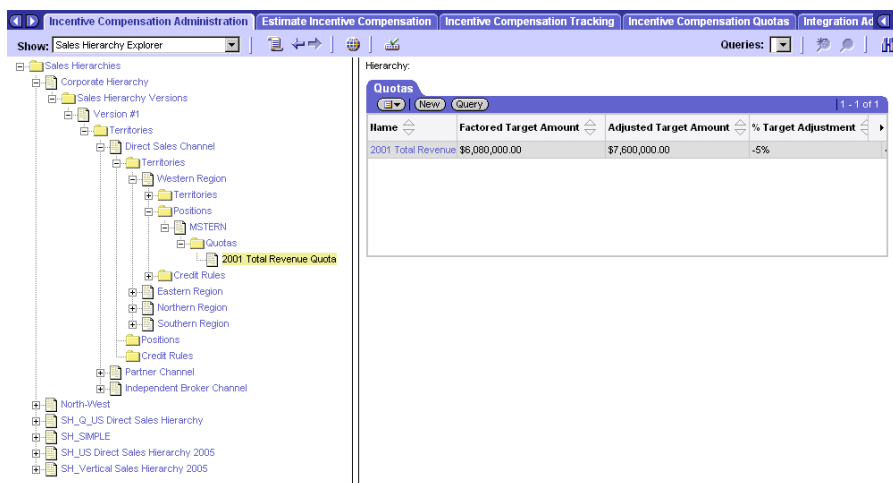 Incentive Compensation Administration Estimate Incentive Compensation Incentive Compensation Tracking Incentive Compensation Quotas Integration Ad
Show: Sales Hierarchy Explorer Queries:
Sales Hierarchies
Corporate Hierarchy
Sales Hierarchy Versions
Version #1
Territories
Direct Sales Channel
Territories
Western Region
Territories
Positions
MSTERN
Quotas
2001 Total Revenue Quota
Credit Rules
Eastern Region
Northern Region
Southern Region
Positions
Credit Rules
Partner Channel
Independent Broker Channel
North-West
SH_Q_US Direct Sales Hierarchy
SH_SIMPLE
SH_US Direct Sales Hierarchy 2005
SH_Vertical Sales Hierarchy 2005
Hierarchy:
Quotas
New Query 1 - 1 of 1
Name Factored Target Amount Adjusted Target Amount % Target Adjustment
2001 Total Revenue $6,080,000.00 $7,600,000.00 -5%